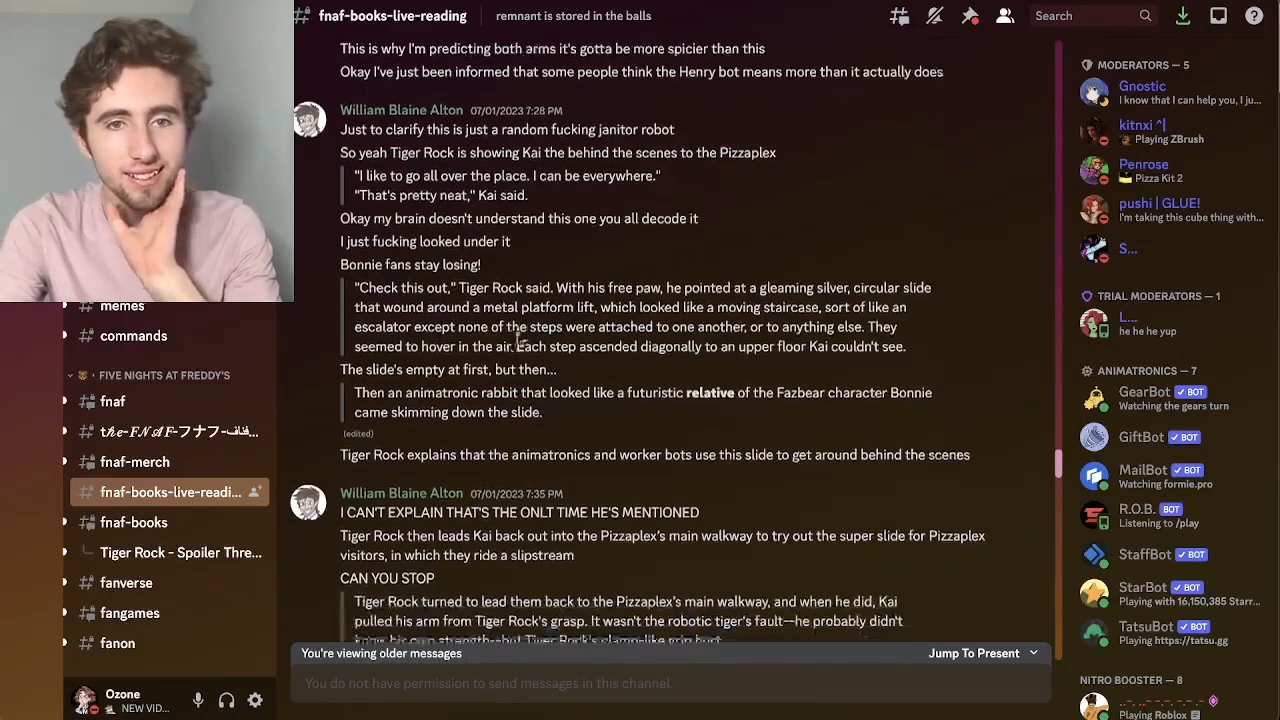 fnaf-books-live-reading
remnant is stored in the balls
Search
This is why I'm predicting both arms it's gotta be more spicier than this
Okay I've just been informed that some people think the Henry bot means more than it actually does
William Blaine Alton 07/01/2023 7:28 PM
Just to clarify this is just a random fucking janitor robot
So yeah Tiger Rock is showing Kai the behind the scenes to the Pizzaplex
"I like to go all over the place. I can be everywhere."
"That's pretty neat," Kai said.
Okay my brain doesn't understand this one you all decode it
I just fucking looked under it
Bonnie fans stay losing!
"Check this out," Tiger Rock said. With his free paw, he pointed at a gleaming silver, circular slide
that wound around a metal platform lift, which looked like a moving staircase, sort of like an
escalator except none of the steps were attached to one another, or to anything else. They
seemed to hover in the air. Each step ascended diagonally to an upper floor Kai couldn't see.
The slide's empty at first, but then...
Then an animatronic rabbit that looked like a futuristic relative of the Fazbear character Bonnie
came skimming down the slide.
(edited)
Tiger Rock explains that the animatronics and worker bots use this slide to get around behind the scenes
William Blaine Alton 07/01/2023 7:35 PM
I CAN'T EXPLAIN THAT'S THE ONLT TIME HE'S MENTIONED
Tiger Rock then leads Kai back out into the Pizzaplex's main walkway to try out the super slide for Pizzaplex
visitors, in which they ride a slipstream
CAN YOU STOP
Tiger Rock turned to lead them back to the Pizzaplex's main walkway, and when he did, Kai
pulled his arm from Tiger Rock's grasp. It wasn't the robotic tiger's fault--he probably didn't
know his own strength--but Tiger Rock's clamp-like grip hurt.
You're viewing older messages
Jump To Present
You do not have permission to send messages in this channel.
memes
commands
FIVE NIGHTS AT FREDDY'S
fnaf
fnaf-merch
fnaf-books-live-readi...
fnaf-books
Tiger Rock - Spoiler Thre...
fanverse
fangames
fanon
Ozone
NEW VID...
MODERATORS — 5
Gnostic
I know that I can help you, I ju...
kitnxi ^|
Playing ZBrush
Penrose
Pizza Kit 2
pushi | GLUE!
I'm taking this cube thing with...
S...
TRIAL MODERATORS — 1
L...
he he he yup
ANIMATRONICS — 7
GearBot ✓ BOT
Watching the gears turn
GiftBot ✓ BOT
MailBot ✓ BOT
Watching formie.pro
R.O.B. BOT
Listening to /play
StaffBot ✓ BOT
StarBot ✓ BOT
Playing with 16,150,385 Starr...
TatsuBot ✓ BOT
Playing https://tatsu.gg
NITRO BOOSTER — 8
Playing Roblox